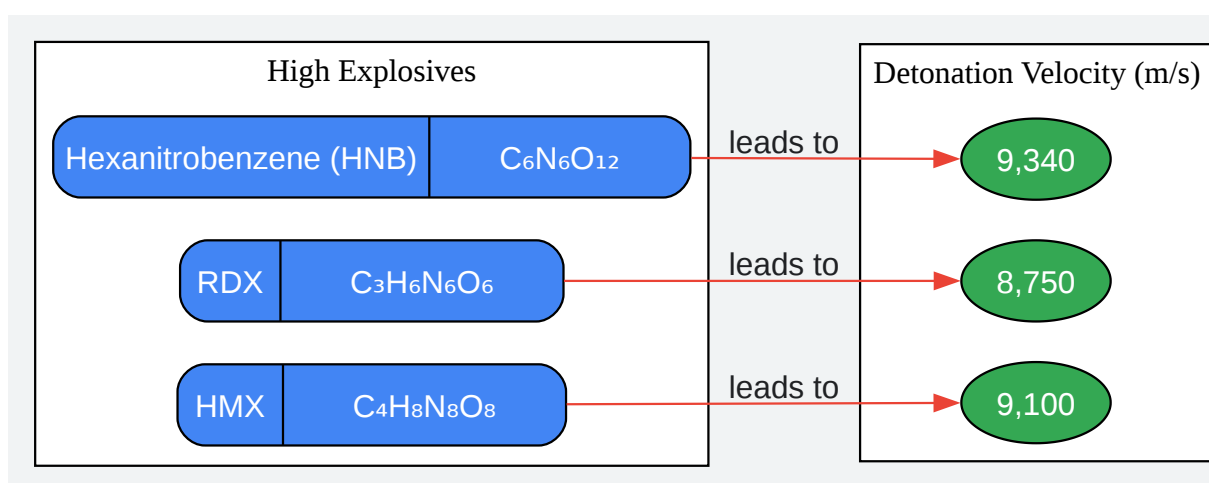 High Explosives
Detonation Velocity (m/s)
Hexanitrobenzene (HNB) C₆N₆O₁₂ leads to 9,340
RDX C₃H₆N₆O₆ leads to 8,750
HMX C₄H₈N₈O₈ leads to 9,100